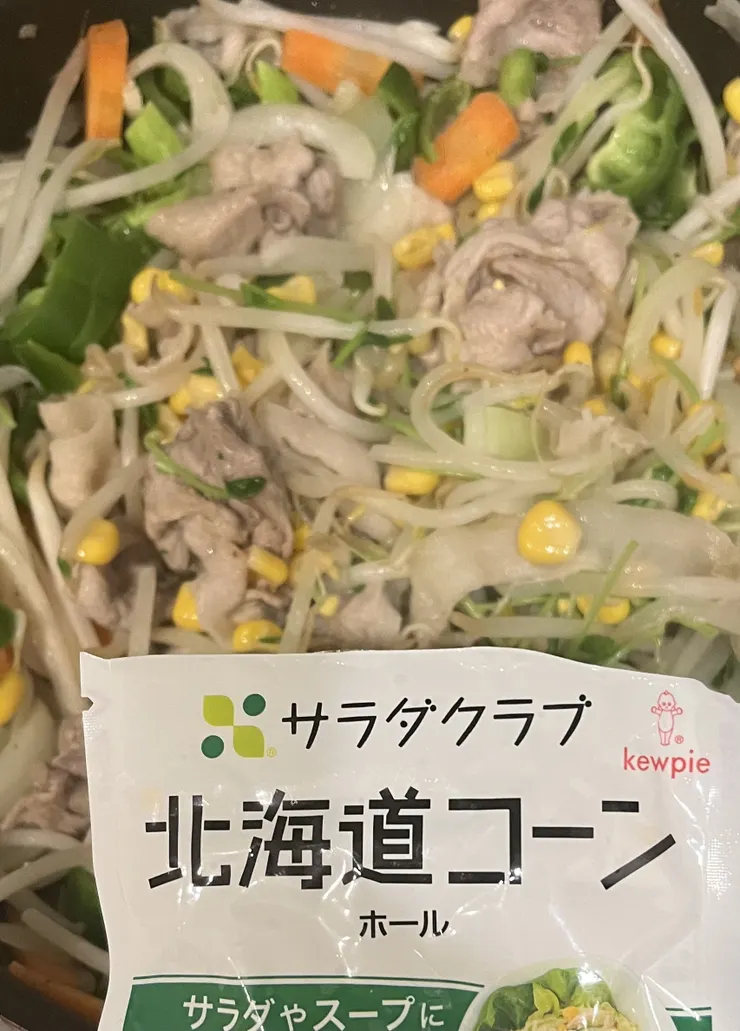 サラダクラブ
kewpie
北海道コーン
ホール
サラダやスープに